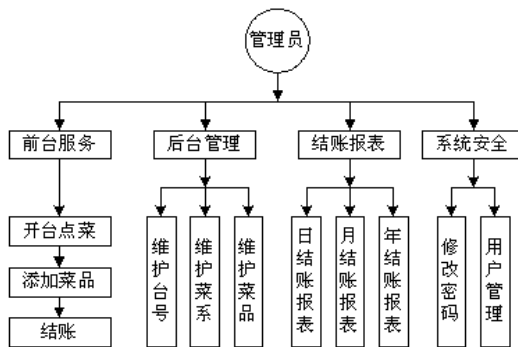 管理员
前台服务
后台管理
结账报表
系统安全
开台点菜
添加菜品
结账
维护台号
维护菜系
维护菜品
日结账报表
月结账报表
年结账报表
修改密码
用户管理